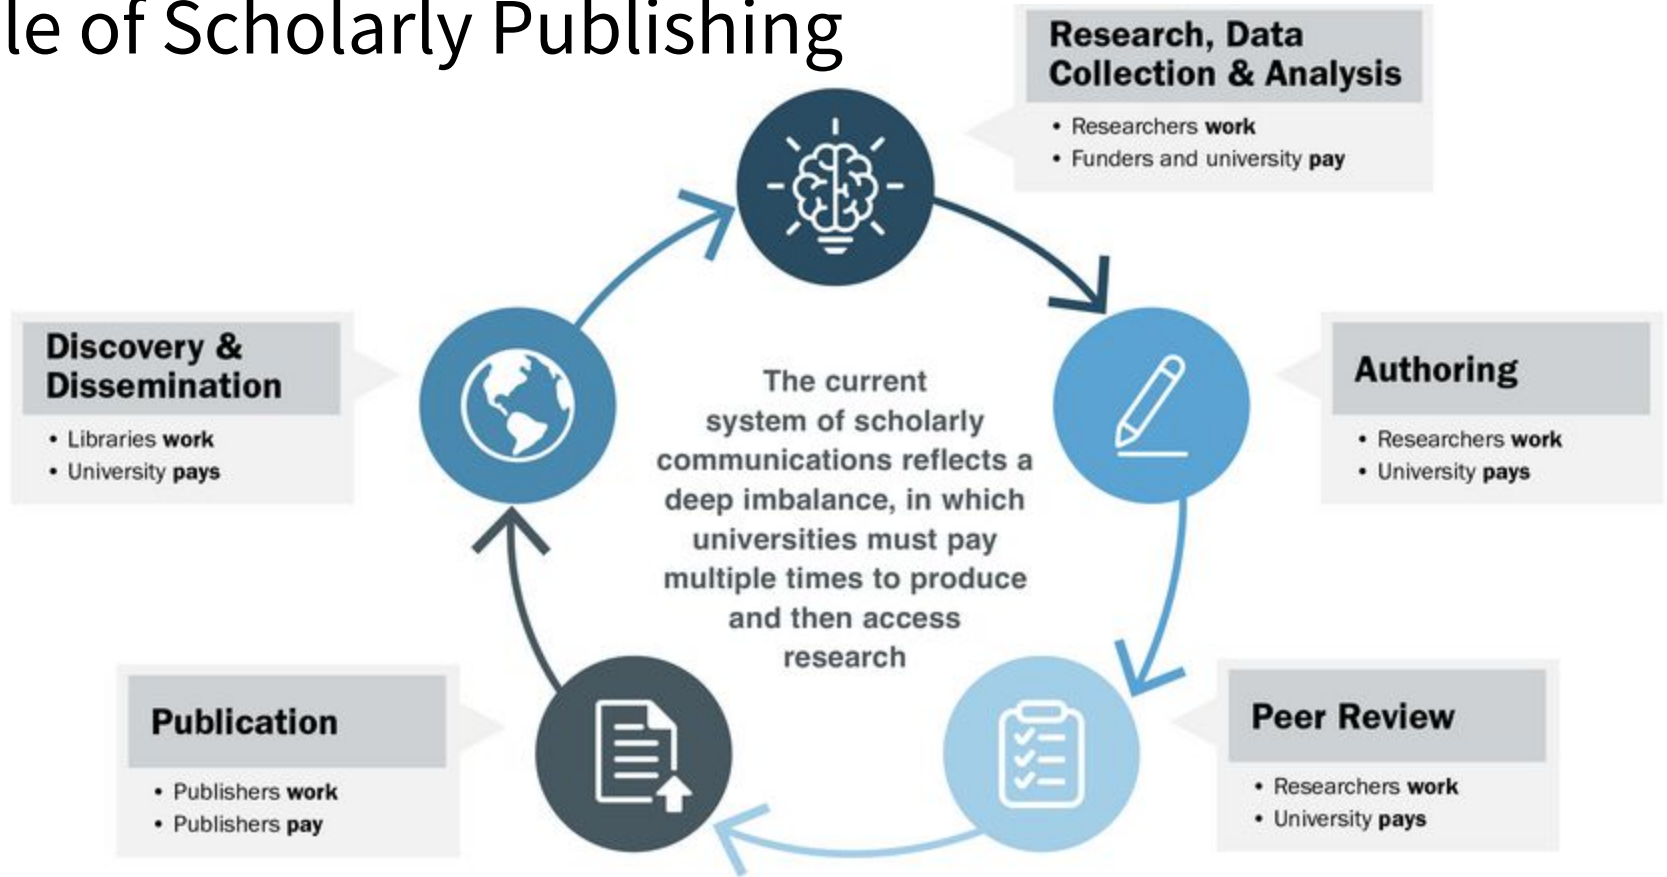 le of Scholarly Publishing
Research, Data
Collection & Analysis
• Researchers work
• Funders and university pay
Authoring
• Researchers work
• University pays
Peer Review
• Researchers work
• University pays
Publication
• Publishers work
• Publishers pay
Discovery &
Dissemination
• Libraries work
• University pays
The current
system of scholarly
communications reflects a
deep imbalance, in which
universities must pay
multiple times to produce
and then access
research